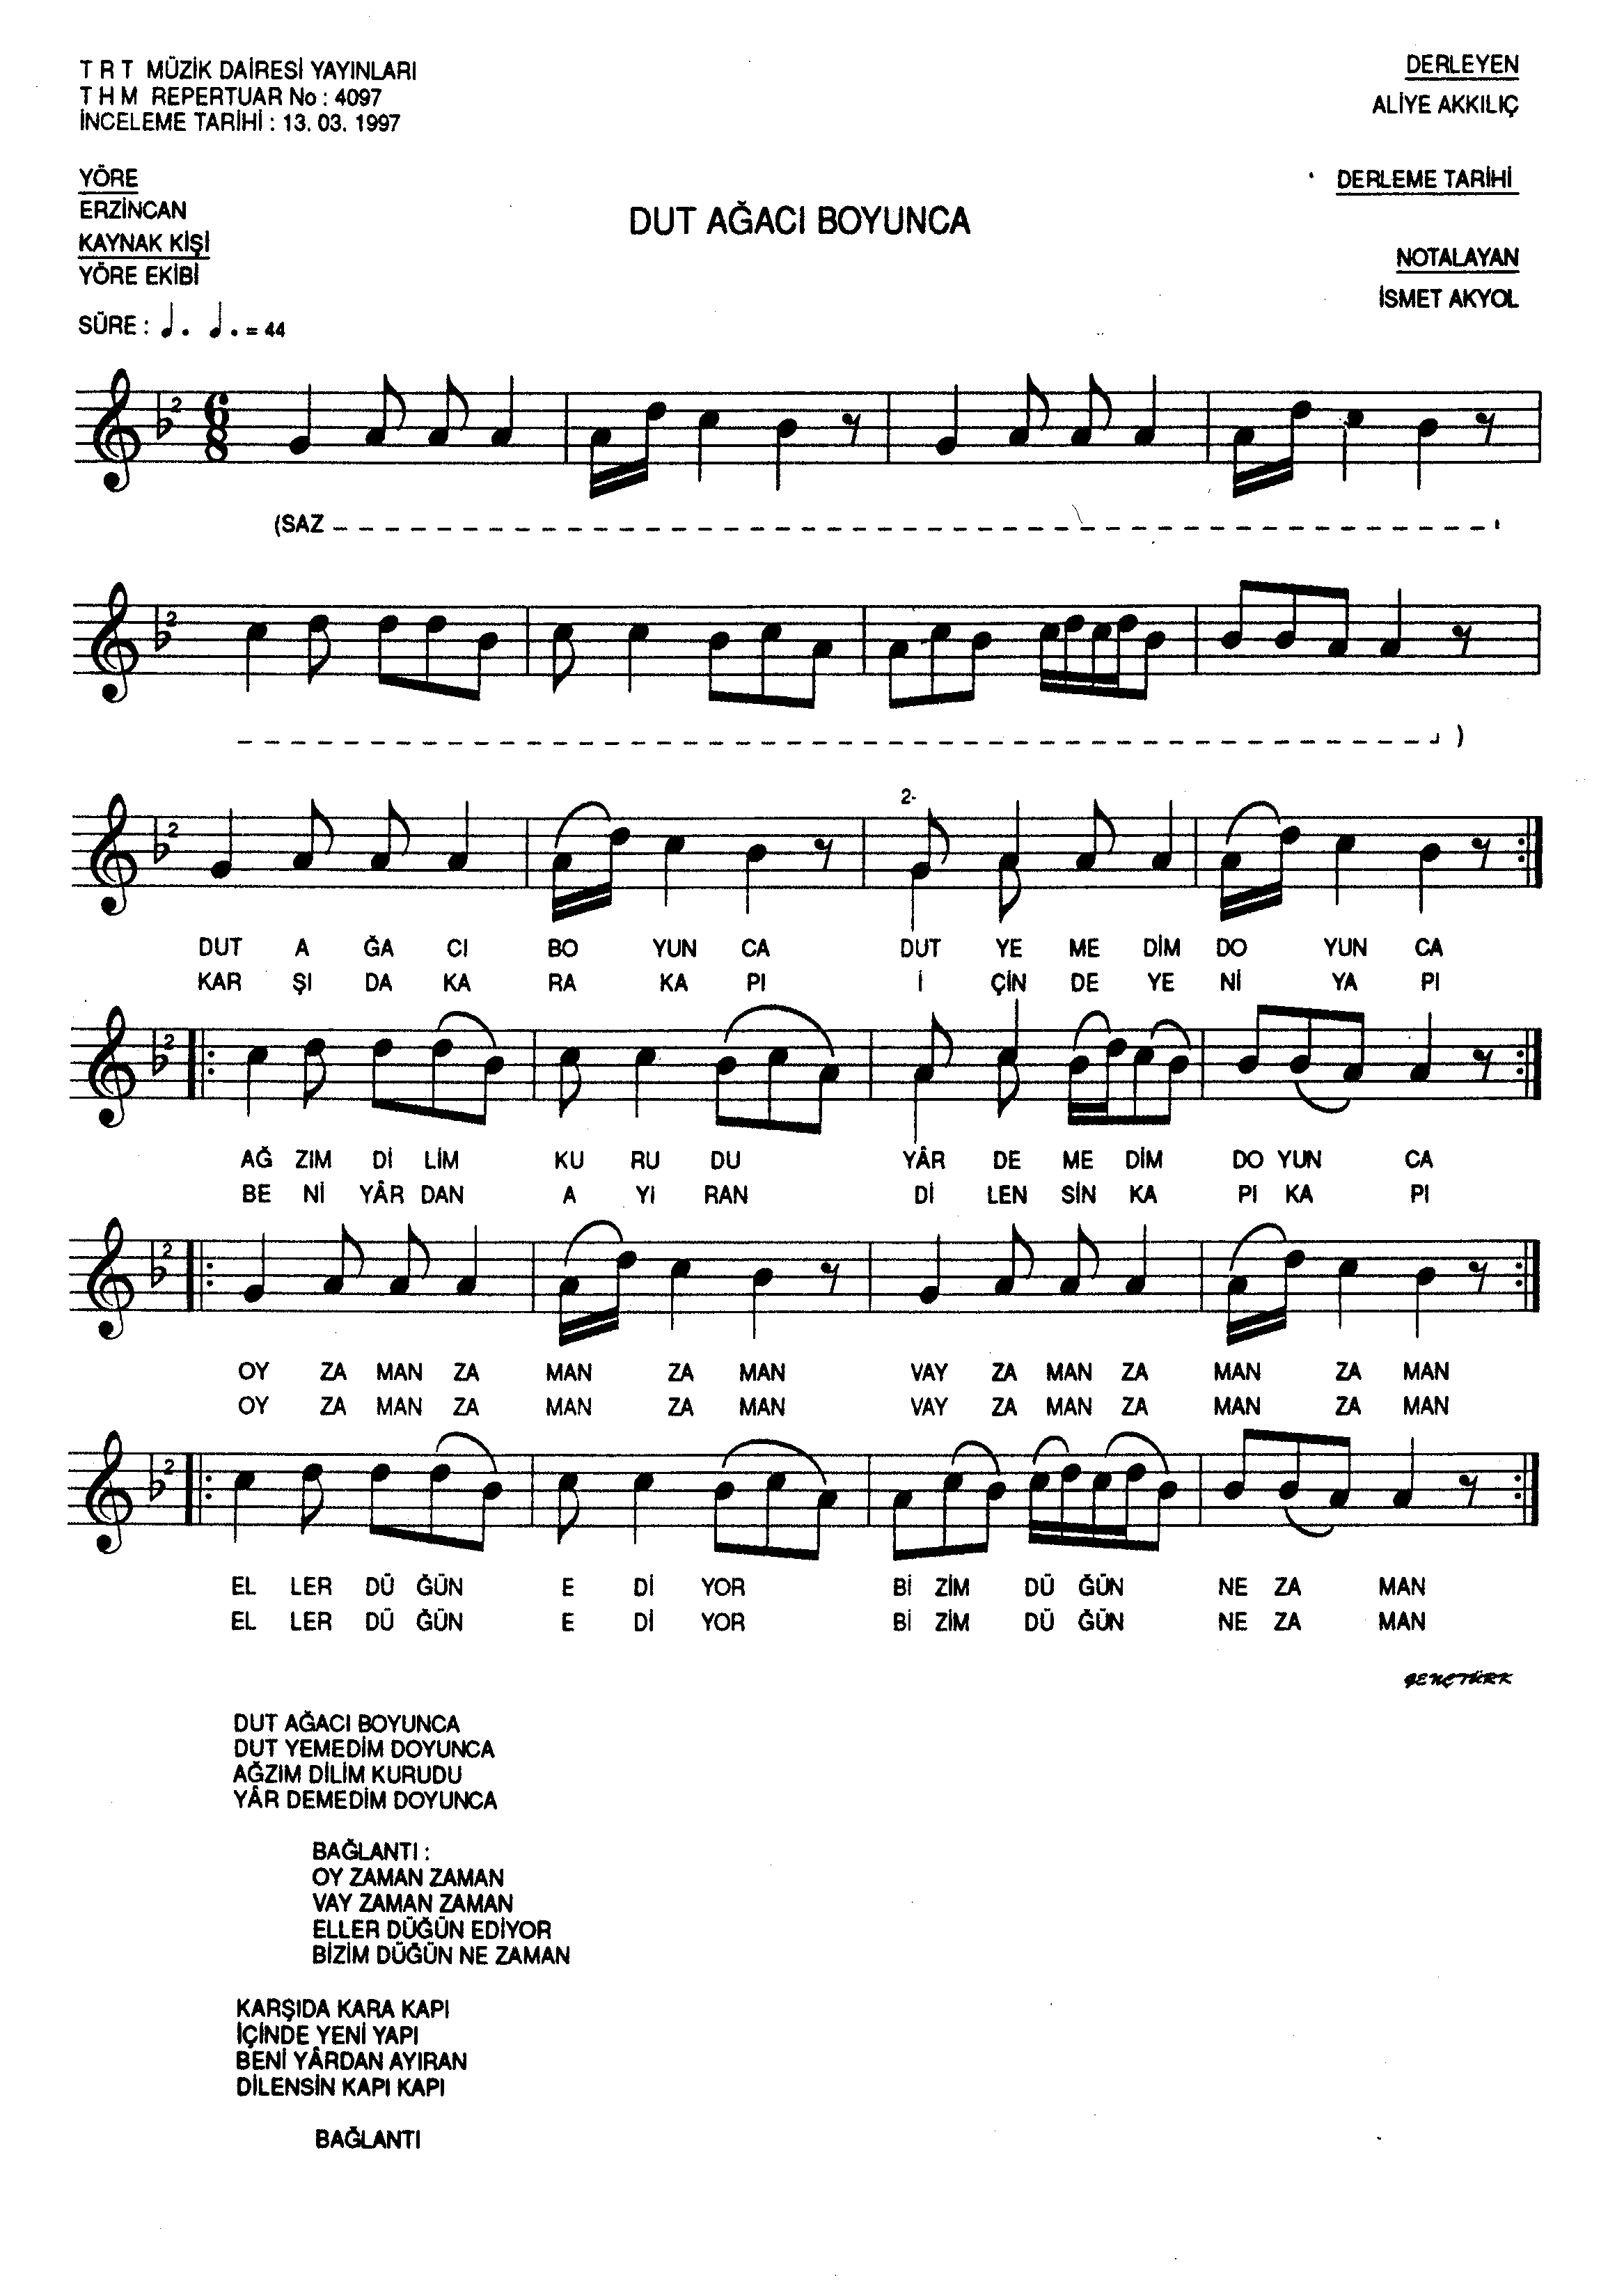 T R T MÜZİK DAİRESİ YAYINLARI
T H M REPERTUAR No : 4097
İNCELEME TARİHİ : 13. 03. 1997
DERLEYEN
ALİYE AKKILIÇ
YÖRE
ERZİNCAN
KAYNAK KİŞİ
YÖRE EKİBİ
SÜRE : = 44
DUT AĞACI BOYUNCA
DERLEME TARİHİ
NOTALAYAN
İSMET AKYOL
2
6
8
(SAZ
2
)
2
2-
DUT A ĞA CI BO YUN CA DUT YE ME DİM DO YUN CA
KAR ŞI DA KA RA KA PI İ ÇİN DE YE Nİ YA PI
2
AĞ ZIM Dİ LİM KU RU DU YÂR DE ME DİM DO YUN CA
BE Nİ YÂR DAN A YI RAN Dİ LEN SİN KA PI KA PI
2
OY ZA MAN ZA MAN ZA MAN VAY ZA MAN ZA MAN ZA MAN
OY ZA MAN ZA MAN ZA MAN VAY ZA MAN ZA MAN ZA MAN
2
EL LER DÜ ĞÜN E Dİ YOR Bİ ZİM DÜ ĞÜN NE ZA MAN
EL LER DÜ ĞÜN E Dİ YOR Bİ ZİM DÜ ĞÜN NE ZA MAN
GENÇTÜRK
DUT AĞACI BOYUNCA
DUT YEMEDİM DOYUNCA
AĞZIM DİLİM KURUDU
YÂR DEMEDİM DOYUNCA
BAĞLANTI :
OY ZAMAN ZAMAN
VAY ZAMAN ZAMAN
ELLER DÜĞÜN EDİYOR
BİZİM DÜĞÜN NE ZAMAN
KARŞIDA KARA KAPI
İÇİNDE YENİ YAPI
BENİ YÂRDAN AYIRAN
DİLENSİN KAPI KAPI
BAĞLANTI